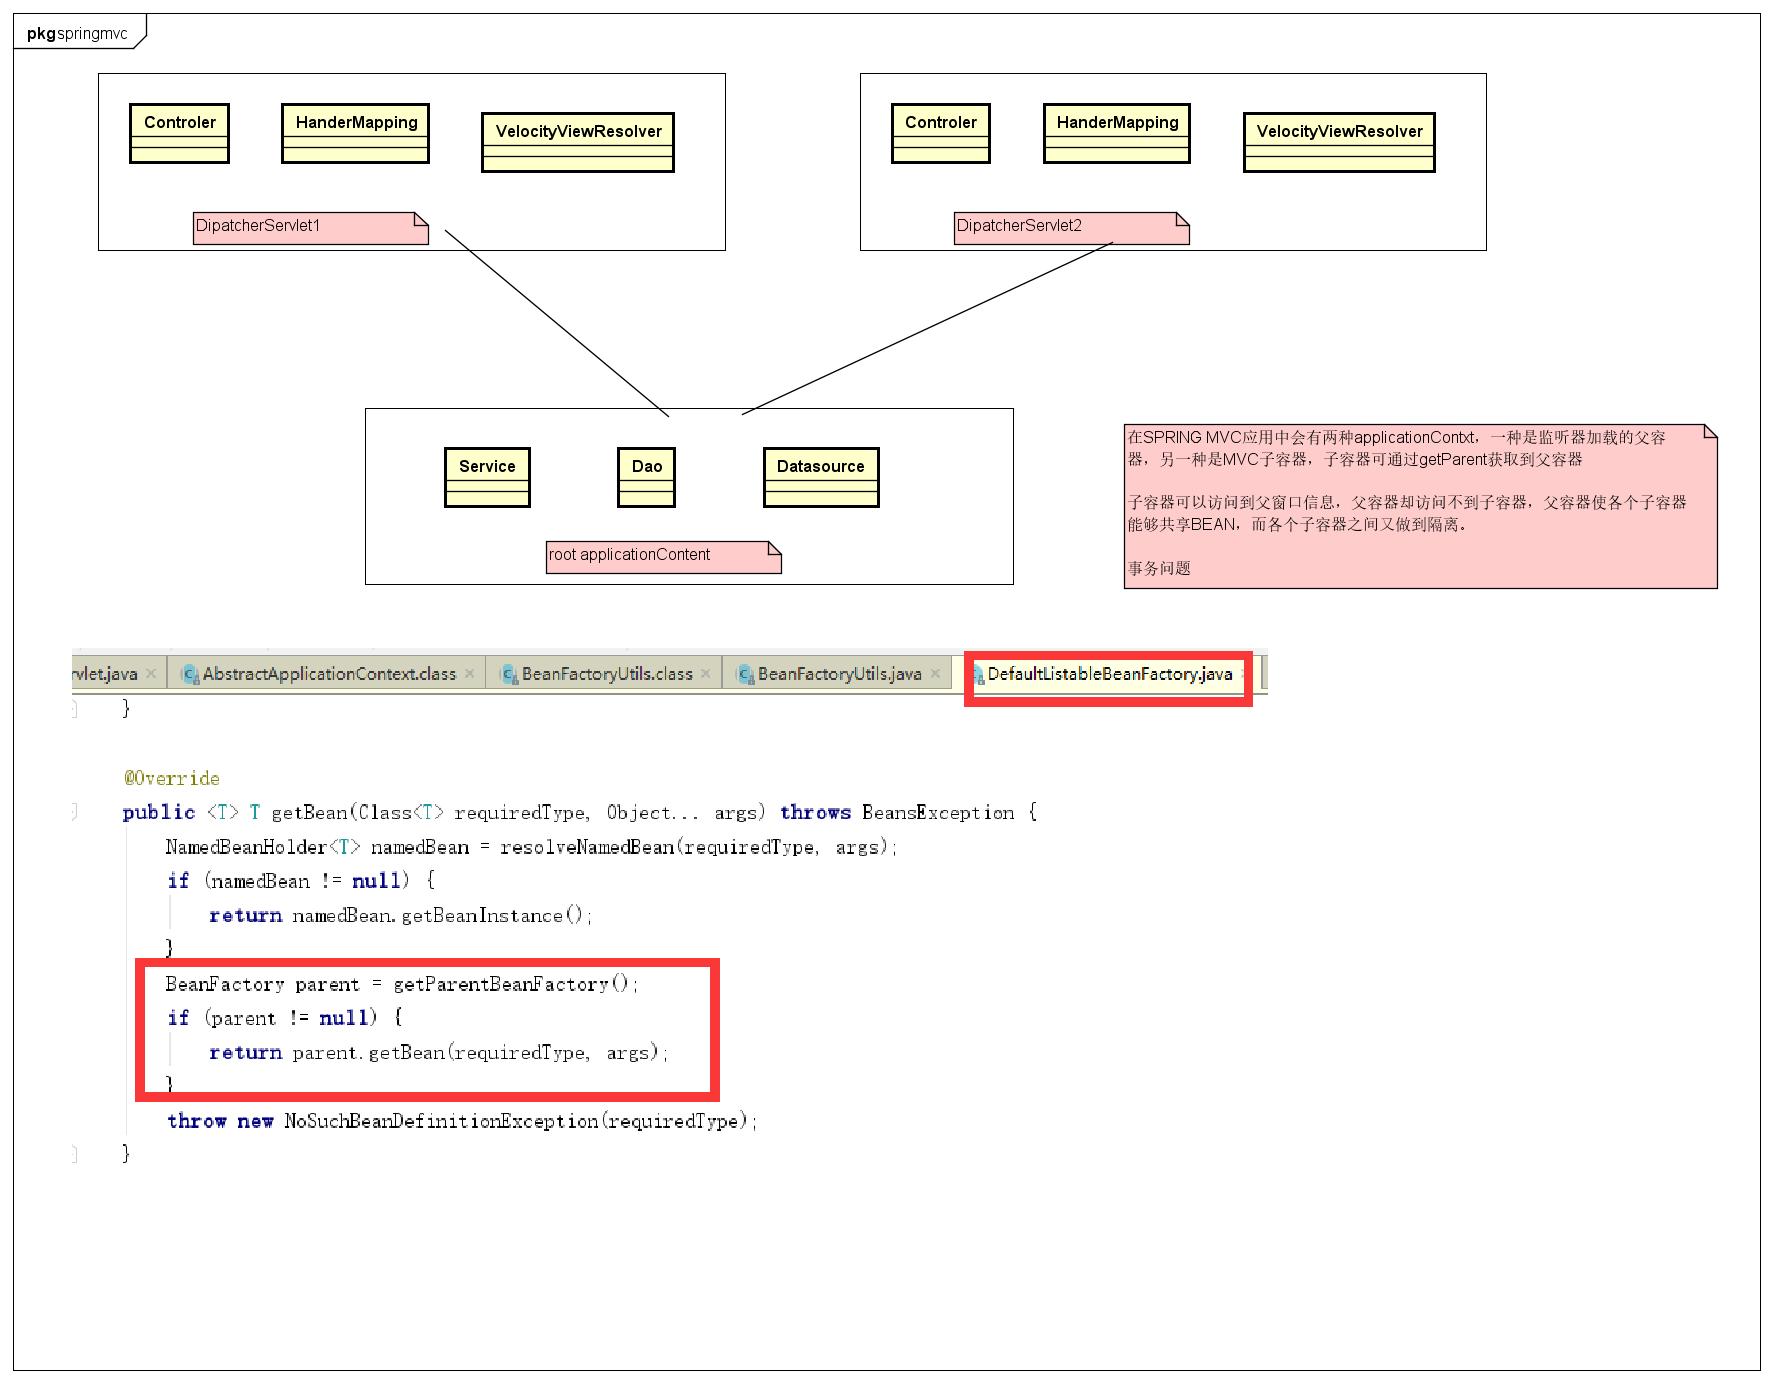 pkg springmvc
Controler
HanderMapping
VelocityViewResolver
DipatcherServlet1
Controler
HanderMapping
VelocityViewResolver
DipatcherServlet2
Service
Dao
Datasource
root applicationContent
在SPRING MVC应用中会有两种applicationContxt，一种是监听器加载的父容
器，另一种是MVC子容器，子容器可通过getParent获取到父容器
子容器可以访问到父窗口信息，父容器却访问不到子容器，父容器使各个子容器
能够共享BEAN，而各个子容器之间又做到隔离。
事务问题
rvlet.java × AbstractApplicationContext.class × BeanFactoryUtils.class × BeanFactoryUtils.java × DefaultListableBeanFactory.java ×
}
@Override
public <T> T getBean(Class<T> requiredType, Object... args) throws BeansException {
NamedBeanHolder<T> namedBean = resolveNamedBean(requiredType, args);
if (namedBean != null) {
return namedBean.getBeanInstance();
}
BeanFactory parent = getParentBeanFactory();
if (parent != null) {
return parent.getBean(requiredType, args);
}
throw new NoSuchBeanDefinitionException(requiredType);
}